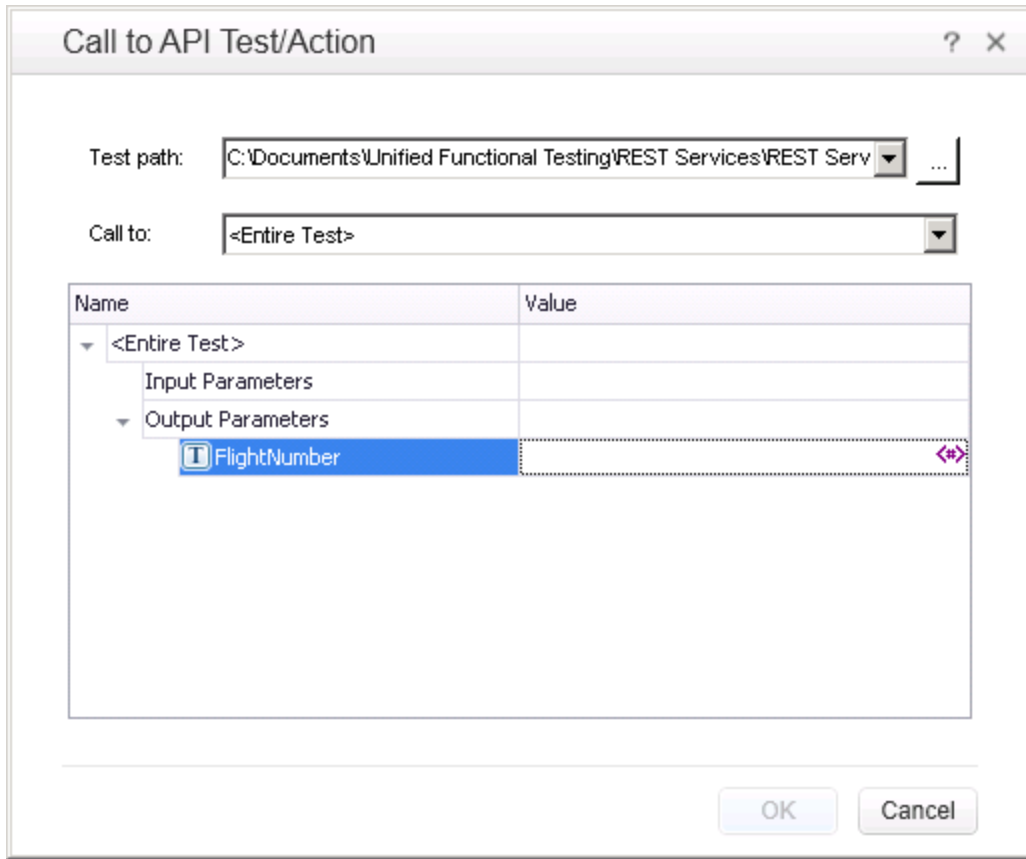 Call to API Test/Action ? ×
Test path: C:\Documents\Unified Functional Testing\REST Services\REST Serv ...
Call to: <Entire Test>
Name Value
<Entire Test>
Input Parameters
Output Parameters
T FlightNumber <#>
OK Cancel